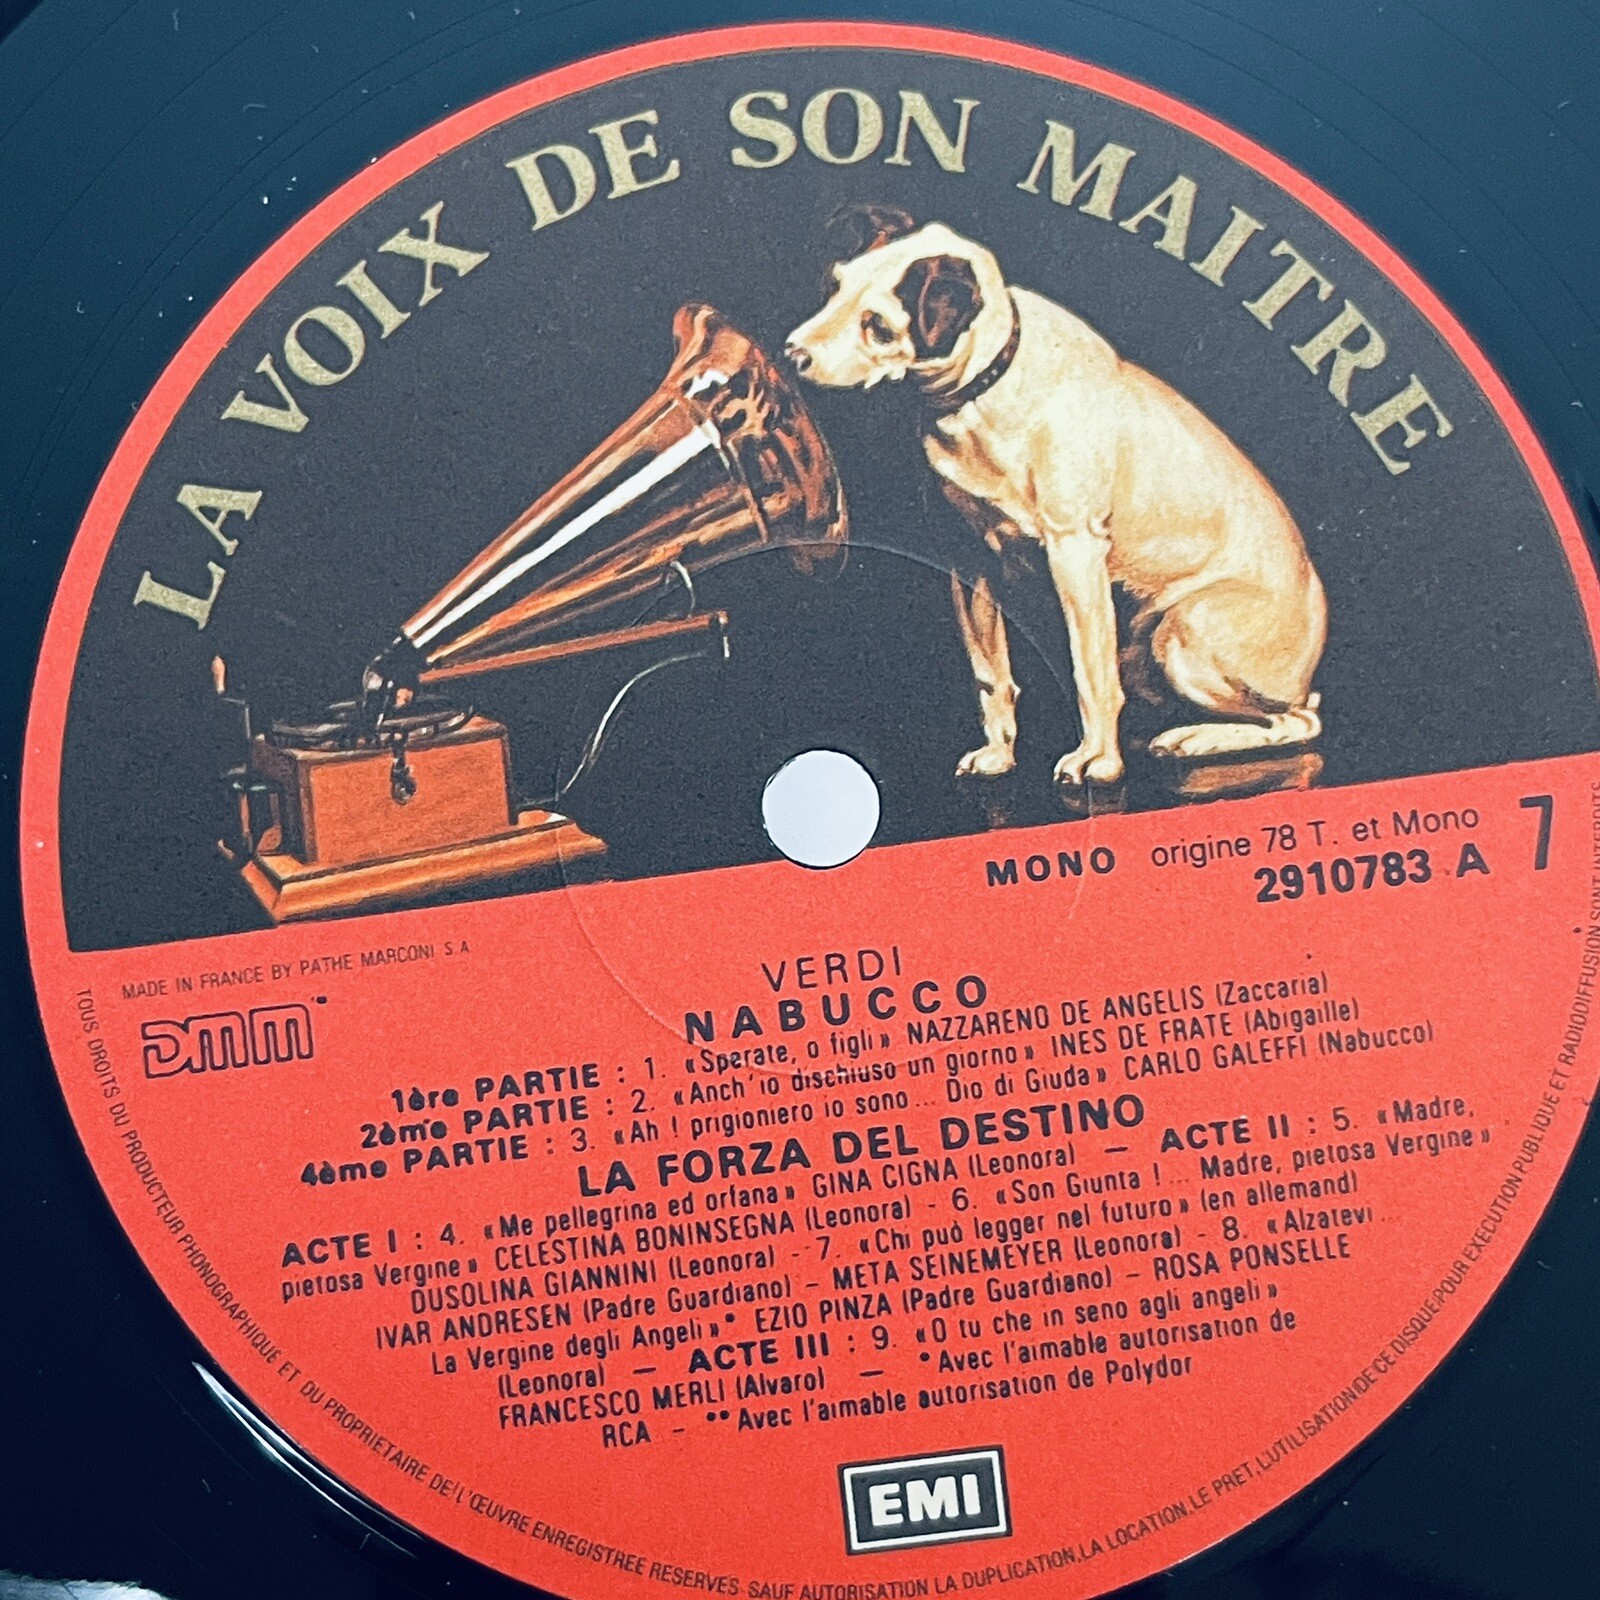 LA VOIX DE SON MAITRE
MONO origine 78 T. et Mono 7
2910783 A
MADE IN FRANCE BY PATHE MARCONI S.A.
DMM
VERDI
NABUCCO
1ère PARTIE : 1. «Sperate, o figli» NAZZARENO DE ANGELIS (Zaccaria)
2ème PARTIE : 2. «Anch'io dischiuso un giorno» INES DE FRATE (Abigaille)
4ème PARTIE : 3. «Ah ! prigioniero io sono... Dio di Giuda» CARLO GALEFFI (Nabucco)
LA FORZA DEL DESTINO
ACTE I : 4. «Me pellegrina ed orfana» GINA CIGNA (Leonora) — ACTE II : 5. «Madre,
pietosa Vergine» CELESTINA BONINSEGNA (Leonora) - 6. «Son Giunta !... Madre, pietosa Vergine»
DUSOLINA GIANNINI (Leonora) - 7. «Chi può legger nel futuro» (en allemand)
IVAR ANDRESEN (Padre Guardiano) – META SEINEMEYER (Leonora) - 8. «Alzatevi...
La Vergine degli Angeli»* EZIO PINZA (Padre Guardiano) – ROSA PONSELLE
(Leonora) — ACTE III : 9. «O tu che in seno agli angeli»
FRANCESCO MERLI (Alvaro) — *Avec l'aimable autorisation de
RCA - **Avec l'aimable autorisation de Polydor
EMI
TOUS DROITS DU PRODUCTEUR PHONOGRAPHIQUE ET DU PROPRIETAIRE DE L'ŒUVRE ENREGISTREE RESERVES SAUF AUTORISATION LA DUPLICATION, LA LOCATION, LE PRET, L'UTILISATION DE CE DISQUE POUR EXECUTION PUBLIQUE ET RADIODIFFUSION SONT INTERDITS